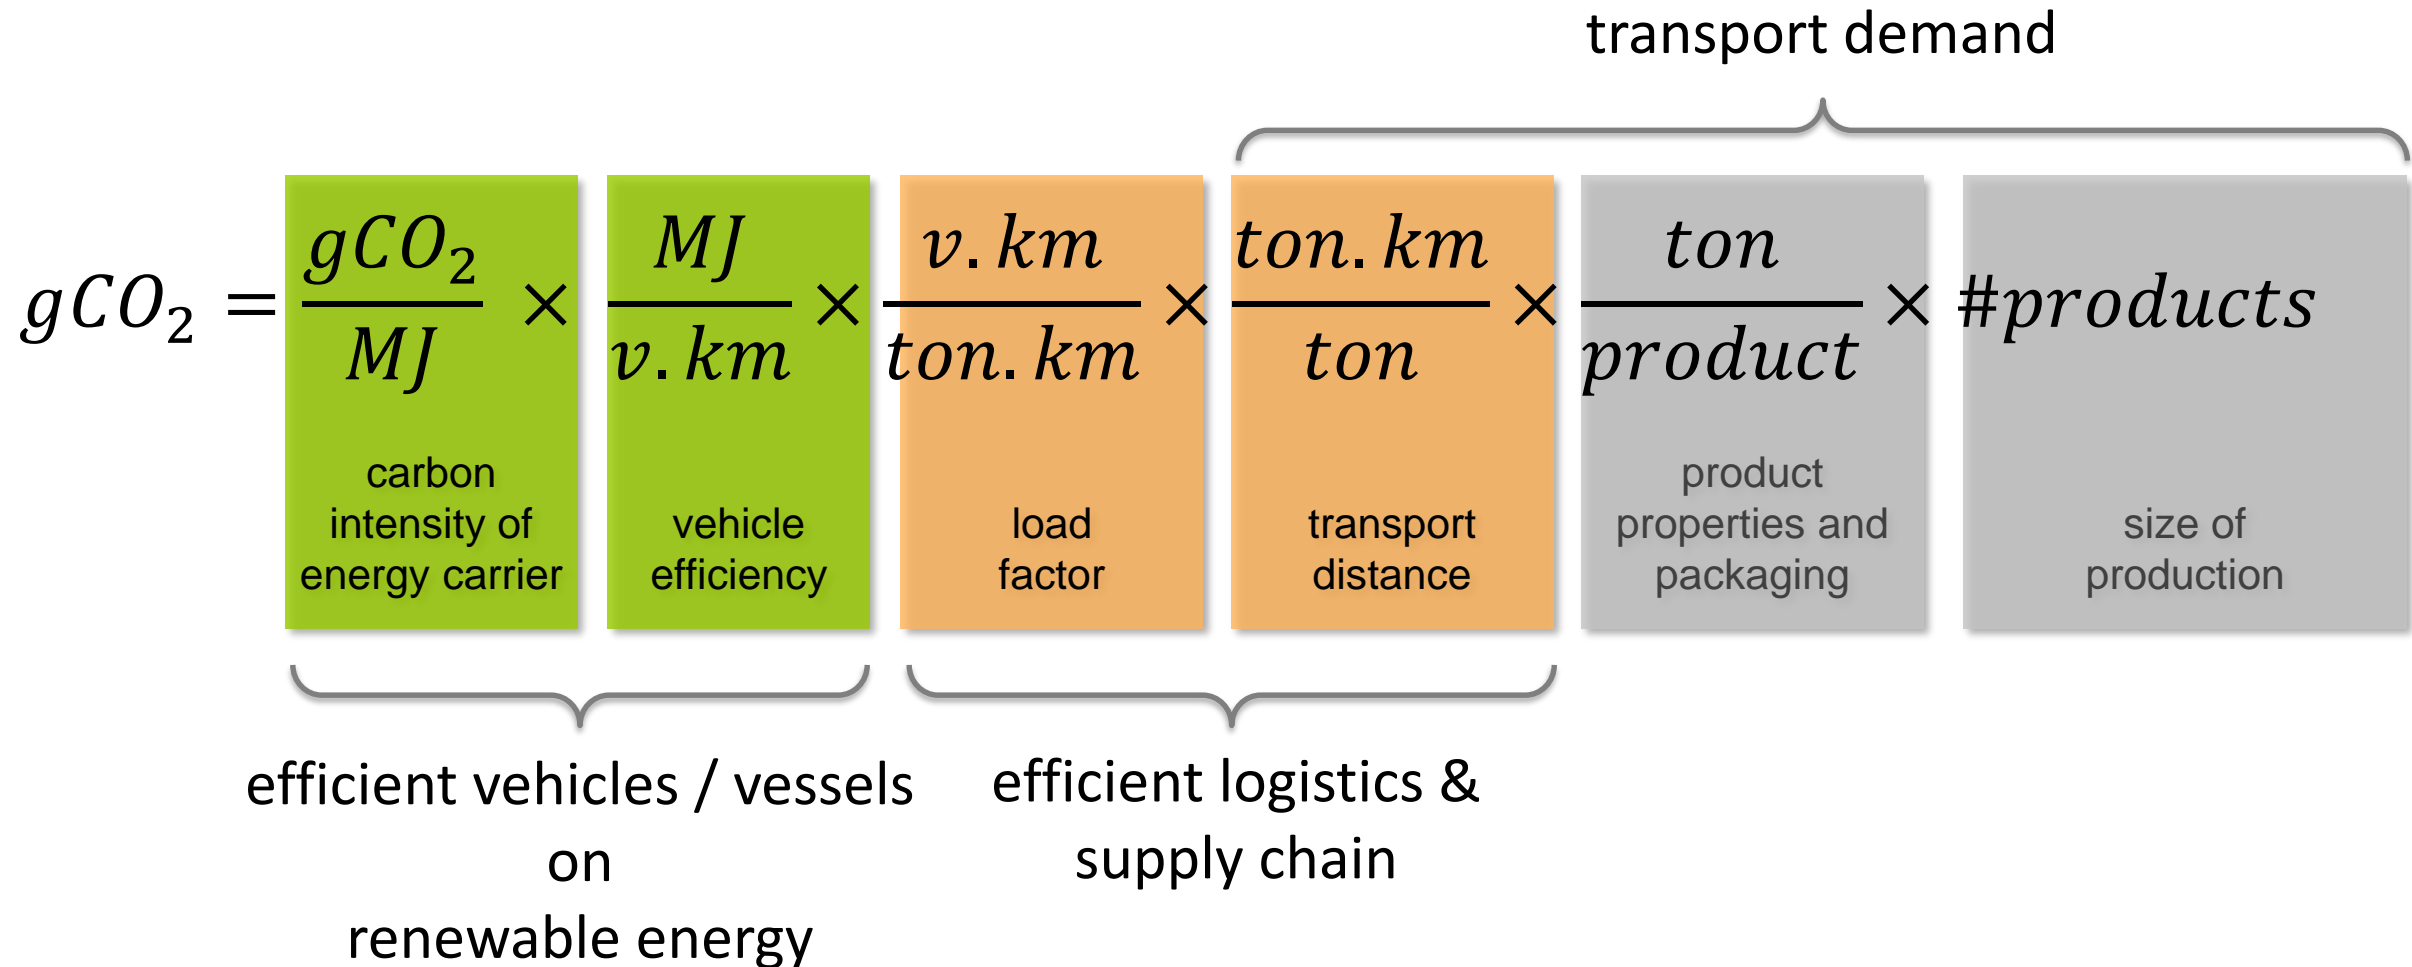 transport demand
gCO₂ = gCO₂/MJ × MJ/v.km × v.km/ton.km × ton.km/ton × ton/product × #products
carbon
intensity of
energy carrier
vehicle
efficiency
load
factor
transport
distance
product
properties and
packaging
size of
production
efficient vehicles / vessels
on
renewable energy
efficient logistics &
supply chain